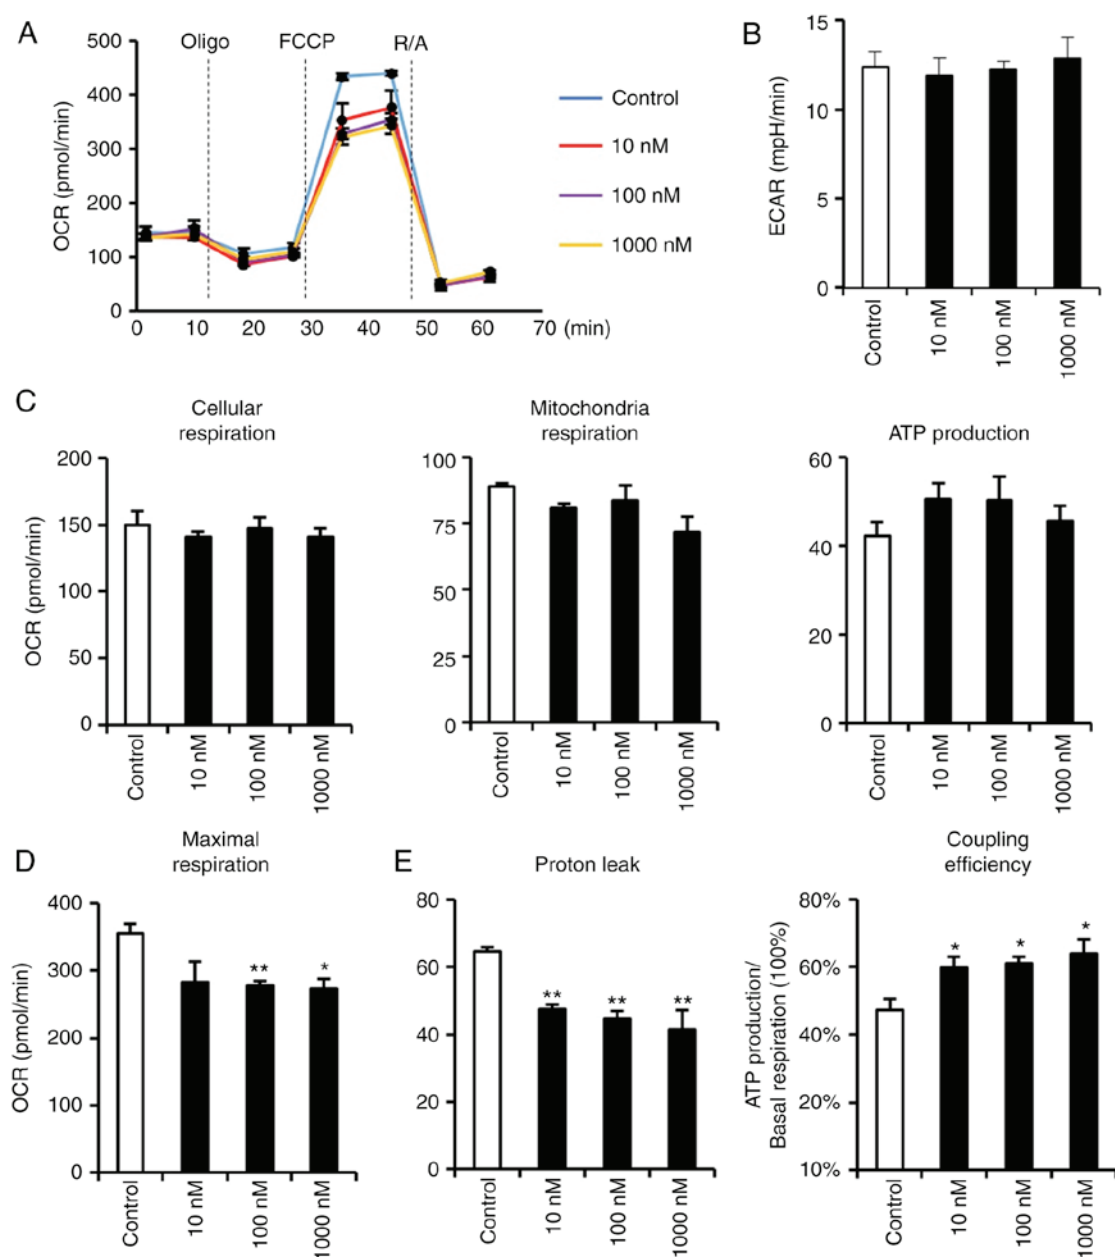 A
Oligo
FCCP
R/A
OCR (pmol/min)
500
400
300
200
100
0
0
10
20
30
40
50
60
70 (min)
Control
10 nM
100 nM
1000 nM
B
ECAR (mpH/min)
15
10
5
0
Control
10 nM
100 nM
1000 nM
C
Cellular
respiration
OCR (pmol/min)
200
150
100
50
0
Control
10 nM
100 nM
1000 nM
Mitochondria
respiration
100
75
50
25
0
Control
10 nM
100 nM
1000 nM
ATP production
60
40
20
0
Control
10 nM
100 nM
1000 nM
D
Maximal
respiration
OCR (pmol/min)
400
300
200
100
0
**
*
Control
10 nM
100 nM
1000 nM
E
Proton leak
80
60
40
20
0
**
**
**
Control
10 nM
100 nM
1000 nM
Coupling
efficiency
ATP production/
Basal respiration (100%)
80%
60%
40%
20%
10%
*
*
*
Control
10 nM
100 nM
1000 nM